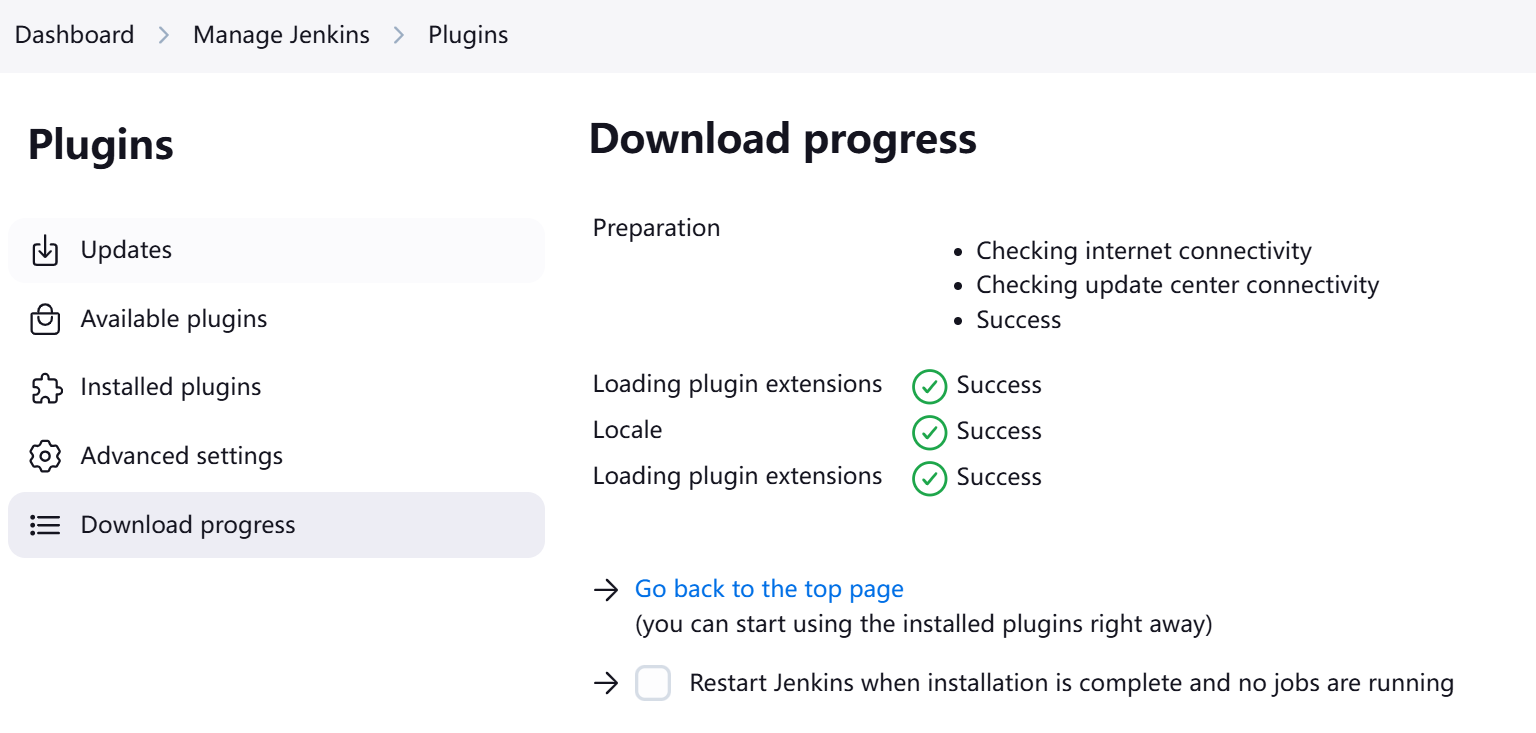 Dashboard > Manage Jenkins > Plugins
Plugins
Updates
Available plugins
Installed plugins
Advanced settings
Download progress
Download progress
Preparation
• Checking internet connectivity
• Checking update center connectivity
• Success
Loading plugin extensions Success
Locale Success
Loading plugin extensions Success
Go back to the top page
(you can start using the installed plugins right away)
Restart Jenkins when installation is complete and no jobs are running